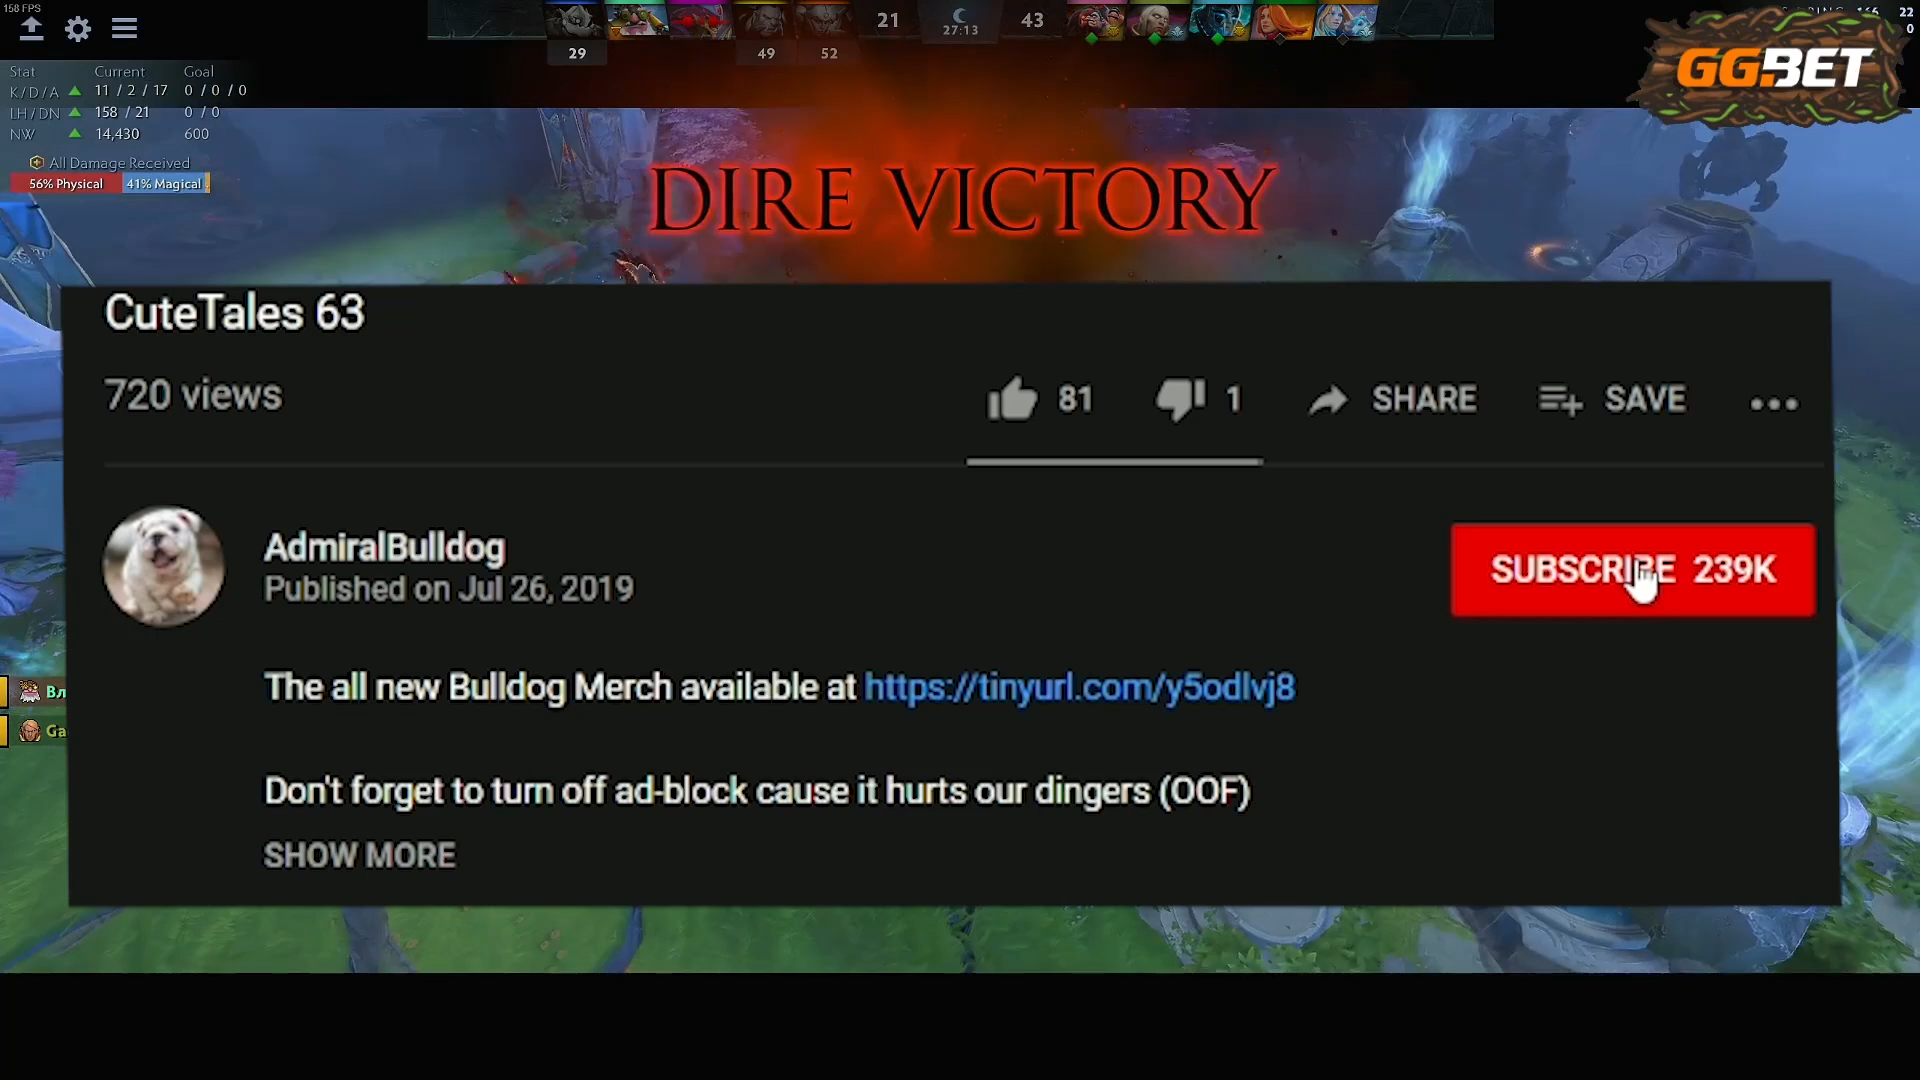 158 FPS
21
27:13
43
29
49
52
22
0
GG.BET
Stat Current Goal
K / D / A 11 / 2 / 17 0 / 0 / 0
LH / DN 158 / 21 0 / 0
NW 14,430 600
All Damage Received
56% Physical 41% Magical
DIRE VICTORY
CuteTales 63
720 views
81 1 SHARE SAVE
AdmiralBulldog
Published on Jul 26, 2019
SUBSCRIBE 239K
The all new Bulldog Merch available at https://tinyurl.com/y5odlvj8
Don't forget to turn off ad-block cause it hurts our dingers (OOF)
SHOW MORE